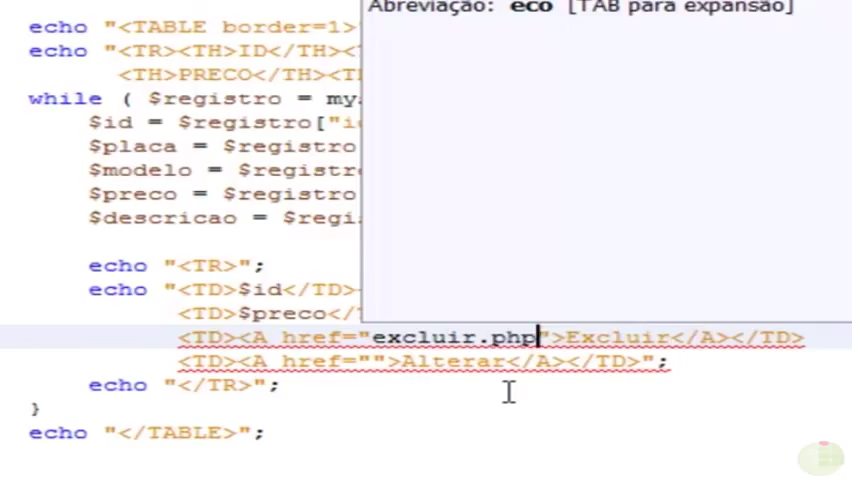 Abreviação: eco [TAB para expansão]
echo "<TABLE border=1>
echo "<TR><TH>ID</TH><
<TH>PRECO</TH><T
while ( $registro = my
$id = $registro["i
$placa = $registro
$modelo = $registr
$preco = $registro
$descricao = $regi
echo "<TR>";
echo "<TD>$id</TD>
<TD>$preco</
<TD><A href="excluir.php">Excluir</A></TD>
<TD><A href="">Alterar</A></TD>";
echo "</TR>";
}
echo "</TABLE>";